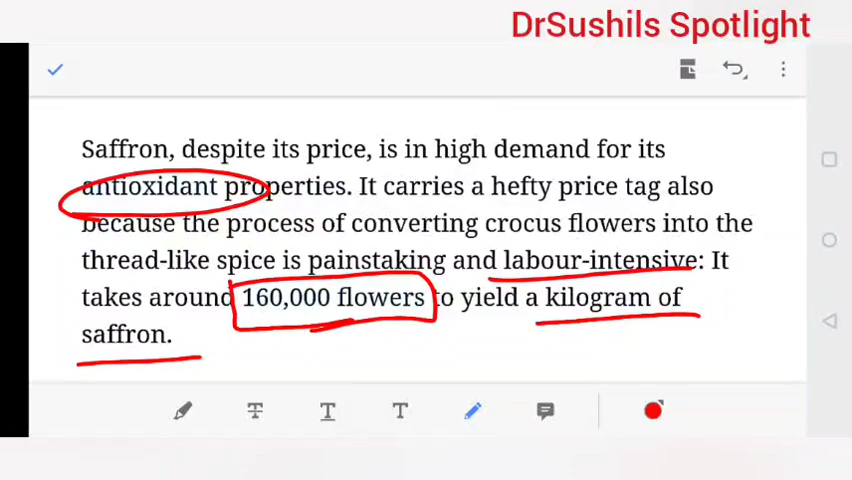 DrSushils Spotlight
Saffron, despite its price, is in high demand for its
antioxidant properties. It carries a hefty price tag also
because the process of converting crocus flowers into the
thread-like spice is painstaking and labour-intensive: It
takes around 160,000 flowers to yield a kilogram of
saffron.
T
T
T